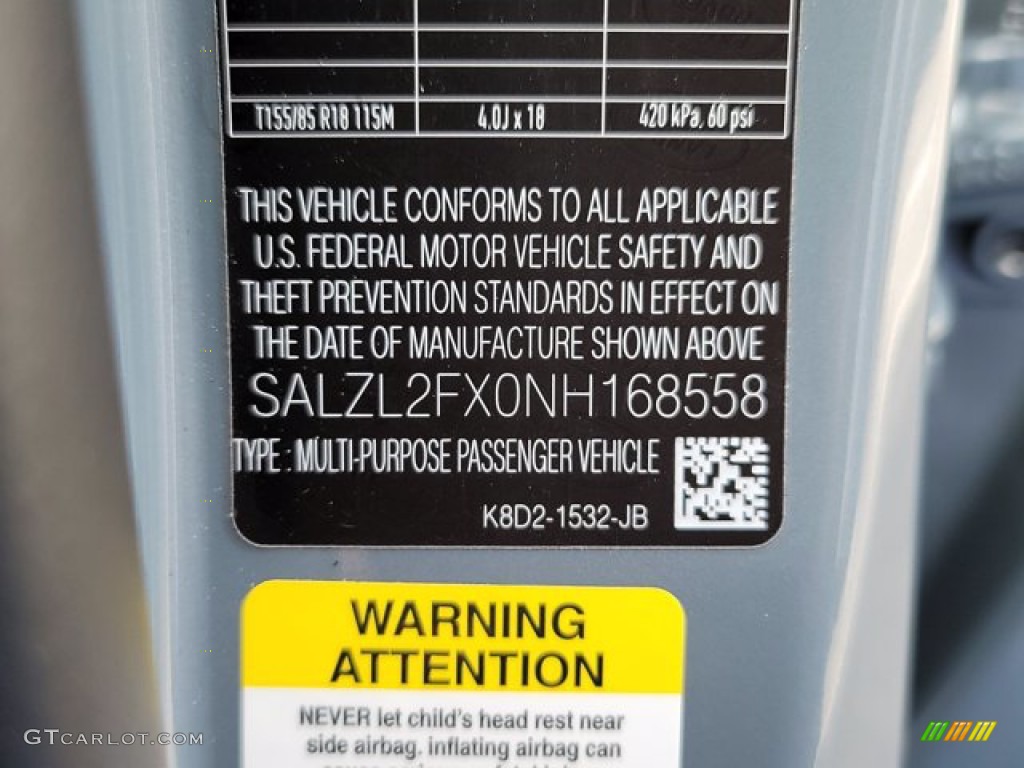 T155/85 R18 115M 4.0J x 18 420 kPa, 60 psi
THIS VEHICLE CONFORMS TO ALL APPLICABLE
U.S. FEDERAL MOTOR VEHICLE SAFETY AND
THEFT PREVENTION STANDARDS IN EFFECT ON
THE DATE OF MANUFACTURE SHOWN ABOVE
SALZL2FX0NH168558
TYPE : MULTI-PURPOSE PASSENGER VEHICLE
K8D2-1532-JB
WARNING
ATTENTION
NEVER let child's head rest near
side airbag. inflating airbag can
GTCARLOT.COM